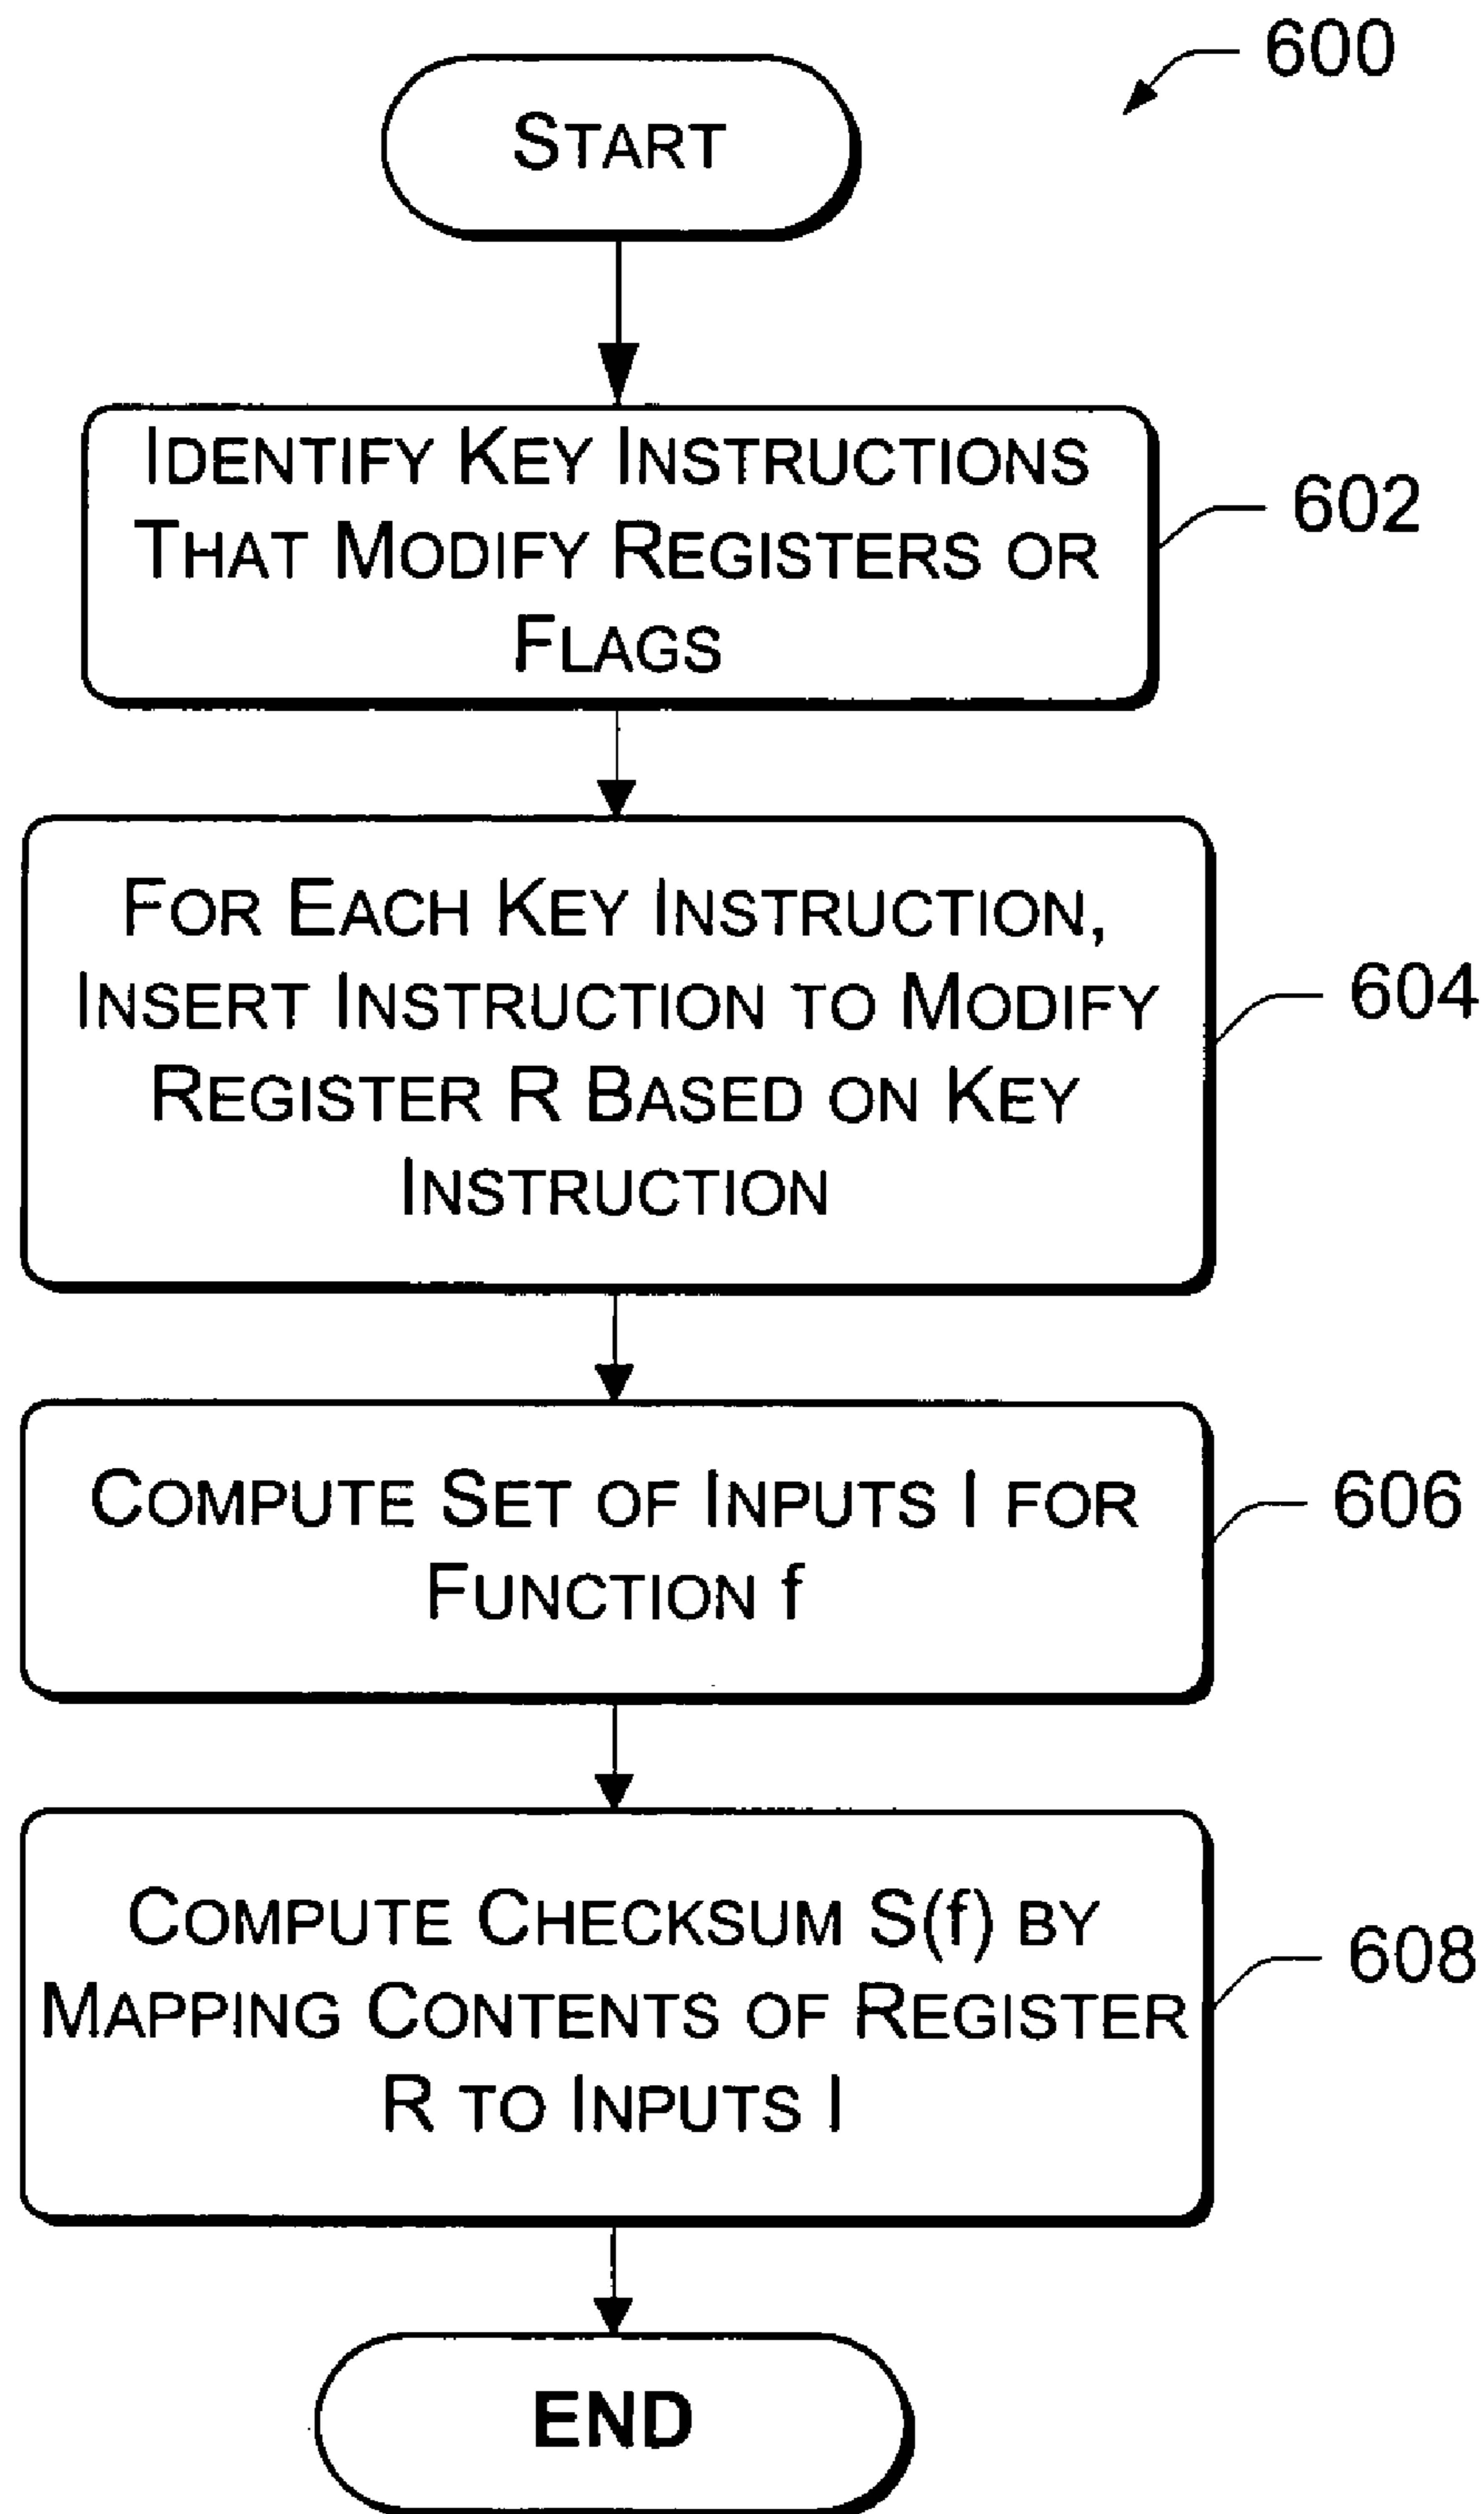 600
START
IDENTIFY KEY INSTRUCTIONS
THAT MODIFY REGISTERS OR
FLAGS
602
FOR EACH KEY INSTRUCTION,
INSERT INSTRUCTION TO MODIFY
REGISTER R BASED ON KEY
INSTRUCTION
604
COMPUTE SET OF INPUTS I FOR
FUNCTION f
606
COMPUTE CHECKSUM S(f) BY
MAPPING CONTENTS OF REGISTER
R TO INPUTS I
608
END